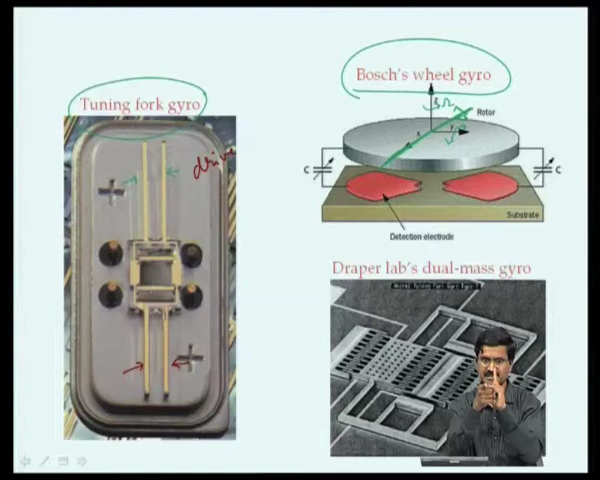 Bosch's wheel gyro
Tuning fork gyro
drive
Ω
Rotor
x
y
C
C
Substrate
Detection electrode
Draper lab's dual-mass gyro